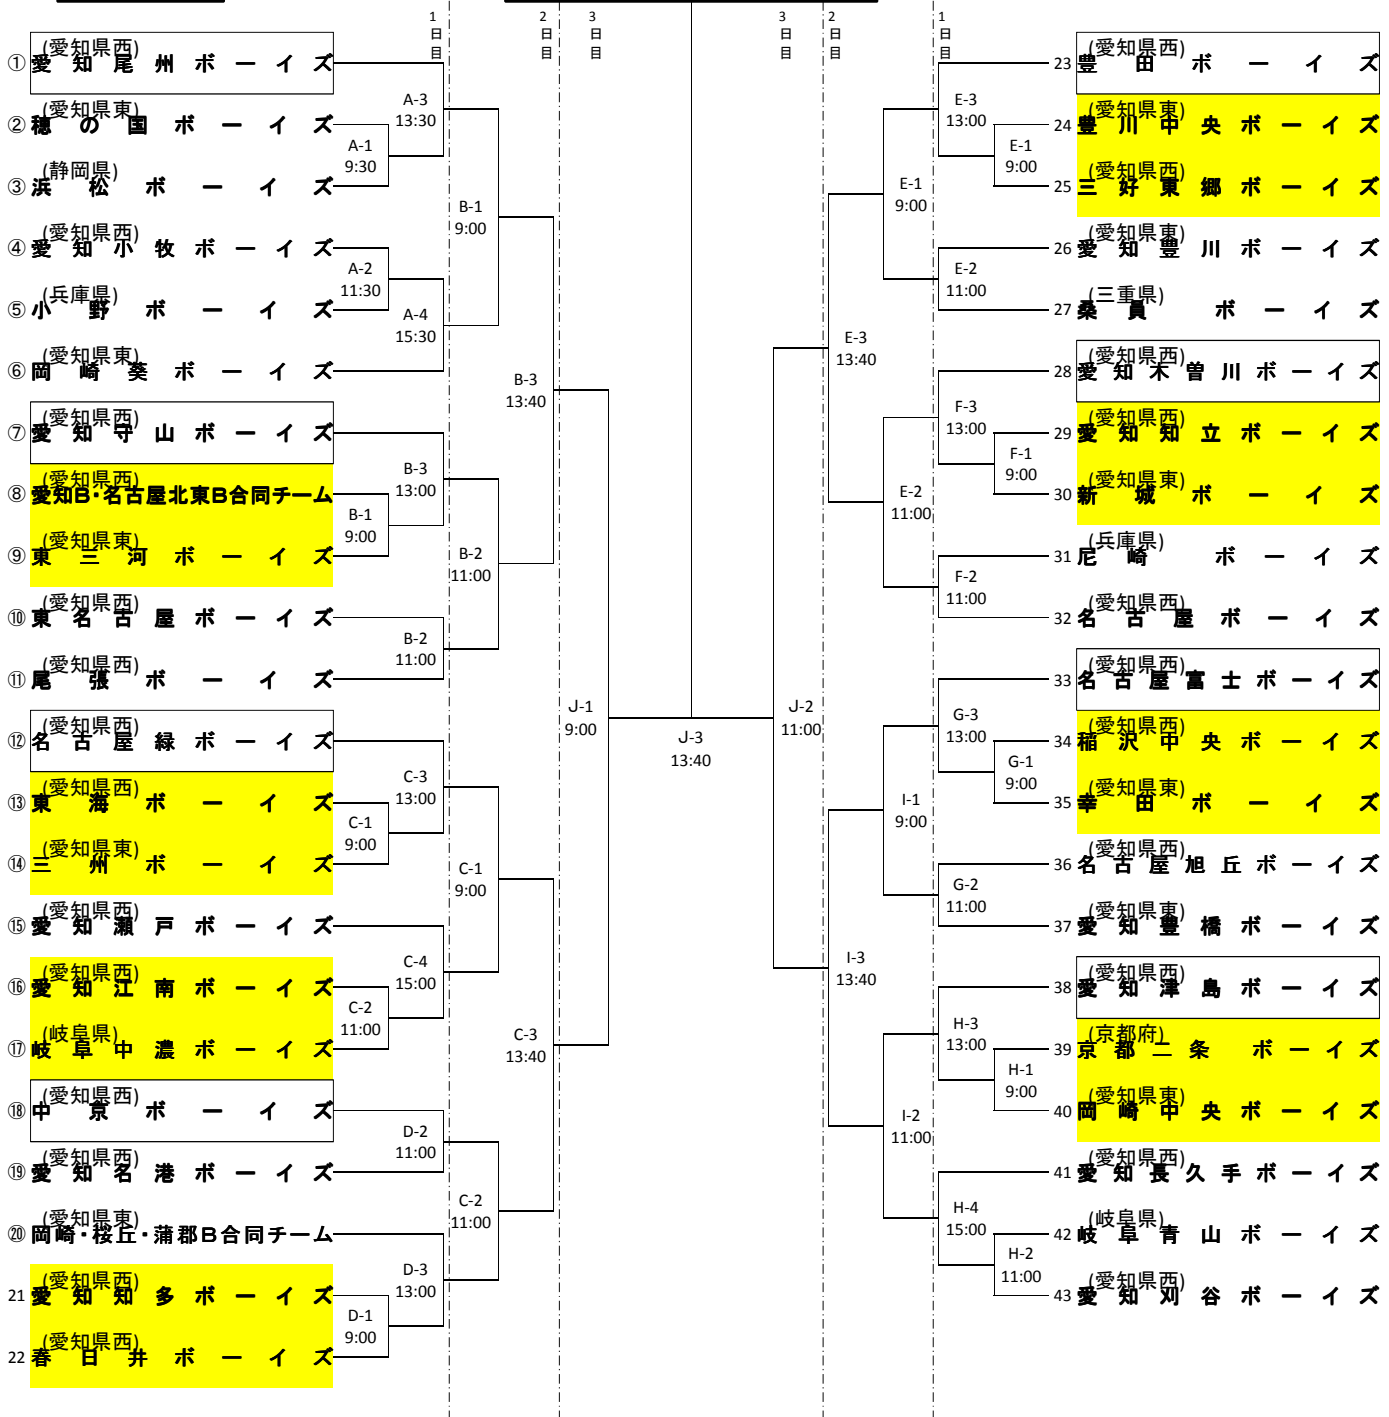 1日目
2日目
3日目
3日目
2日目
1日目
(愛知県西)
① 愛知尾州ボーイズ
(愛知県東)
② 穂の国ボーイズ
(静岡県)
③ 浜松ボーイズ
(愛知県西)
④ 愛知小牧ボーイズ
(兵庫県)
⑤ 小野ボーイズ
(愛知県東)
⑥ 岡崎葵ボーイズ
(愛知県西)
⑦ 愛知守山ボーイズ
(愛知県西)
⑧ 愛知B・名古屋北東B合同チーム
(愛知県東)
⑨ 東三河ボーイズ
(愛知県西)
⑩ 東名古屋ボーイズ
(愛知県西)
⑪ 尾張ボーイズ
(愛知県西)
⑫ 名古屋緑ボーイズ
(愛知県西)
⑬ 東海ボーイズ
(愛知県東)
⑭ 三州ボーイズ
(愛知県西)
⑮ 愛知瀬戸ボーイズ
(愛知県西)
⑯ 愛知江南ボーイズ
(岐阜県)
⑰ 岐阜中濃ボーイズ
(愛知県西)
⑱ 中京ボーイズ
(愛知県西)
⑲ 愛知名港ボーイズ
(愛知県東)
⑳ 岡崎・桜丘・蒲郡B合同チーム
(愛知県西)
21 愛知知多ボーイズ
(愛知県西)
22 春日井ボーイズ
A-3
13:30
A-1
9:30
A-2
11:30
A-4
15:30
B-3
13:00
B-1
9:00
B-2
11:00
C-3
13:00
C-1
9:00
C-4
15:00
C-2
11:00
D-2
11:00
D-3
13:00
D-1
9:00
B-1
9:00
B-2
11:00
C-1
9:00
C-2
11:00
B-3
13:40
C-3
13:40
J-1
9:00
J-3
13:40
J-2
11:00
E-3
13:40
I-3
13:40
E-1
9:00
E-2
11:00
I-1
9:00
I-2
11:00
E-3
13:00
E-1
9:00
E-2
11:00
F-3
13:00
F-1
9:00
F-2
11:00
G-3
13:00
G-1
9:00
G-2
11:00
H-3
13:00
H-1
9:00
H-4
15:00
H-2
11:00
(愛知県西)
23 豊田ボーイズ
(愛知県東)
24 豊川中央ボーイズ
(愛知県西)
25 三好東郷ボーイズ
(愛知県東)
26 愛知豊川ボーイズ
(三重県)
27 桑員ボーイズ
(愛知県西)
28 愛知木曽川ボーイズ
(愛知県西)
29 愛知知立ボーイズ
(愛知県東)
30 新城ボーイズ
(兵庫県)
31 尼崎ボーイズ
(愛知県西)
32 名古屋ボーイズ
(愛知県西)
33 名古屋富士ボーイズ
(愛知県西)
34 稲沢中央ボーイズ
(愛知県東)
35 幸田ボーイズ
(愛知県西)
36 名古屋旭丘ボーイズ
(愛知県東)
37 愛知豊橋ボーイズ
(愛知県西)
38 愛知津島ボーイズ
(京都府)
39 京都二条ボーイズ
(愛知県東)
40 岡崎中央ボーイズ
(愛知県西)
41 愛知長久手ボーイズ
(岐阜県)
42 岐阜青山ボーイズ
(愛知県西)
43 愛知刈谷ボーイズ